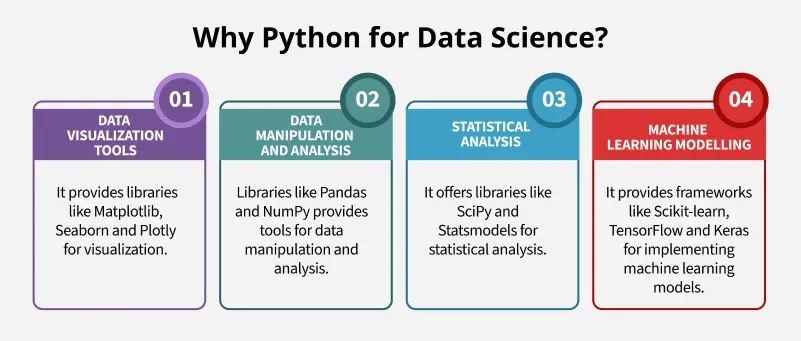 Why Python for Data Science?
01
DATA
VISUALIZATION
TOOLS
It provides libraries
like Matplotlib,
Seaborn and Plotly
for visualization.
02
DATA
MANIPULATION
AND ANALYSIS
Libraries like Pandas
and NumPy provides
tools for data
manipulation and
analysis.
03
STATISTICAL
ANALYSIS
It offers libraries like
SciPy and
Statsmodels for
statistical analysis.
04
MACHINE
LEARNING MODELLING
It provides frameworks
like Scikit-learn,
TensorFlow and Keras
for implementing
machine learning
models.